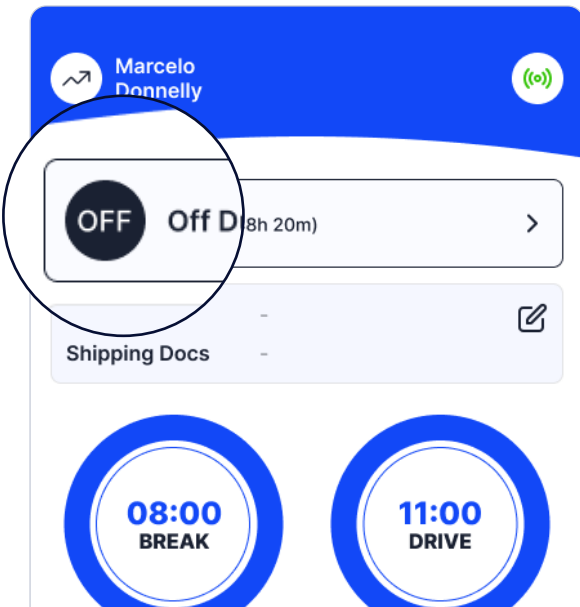 Marcelo
Donnelly
OFF Off D 8h 20m)
-
Shipping Docs -
08:00
BREAK
11:00
DRIVE